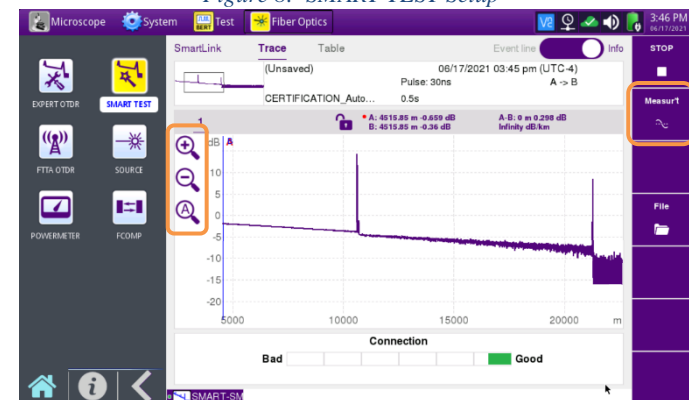 Figure 8: SMART TEST Setup
Microscope
System
BERT
Test
Fiber Optics
V2
3:46 PM
06/17/2021
SmartLink
Trace
Table
Event line
Info
STOP
(Unsaved)
06/17/2021 03:45 pm (UTC-4)
Pulse: 30ns
A -> B
CERTIFICATION_Auto...
0.5s
EXPERT OTDR
SMART TEST
Measur't
1
A: 4515.85 m -0.659 dB
A-B: 0 m 0.298 dB
B: 4515.85 m -0.36 dB
Infinity dB/km
dB
A
10
5
0
-5
-15
-20
5000
10000
15000
20000
m
FTTA OTDR
SOURCE
File
POWERMETER
FCOMP
Connection
Bad
Good
SMART-SM